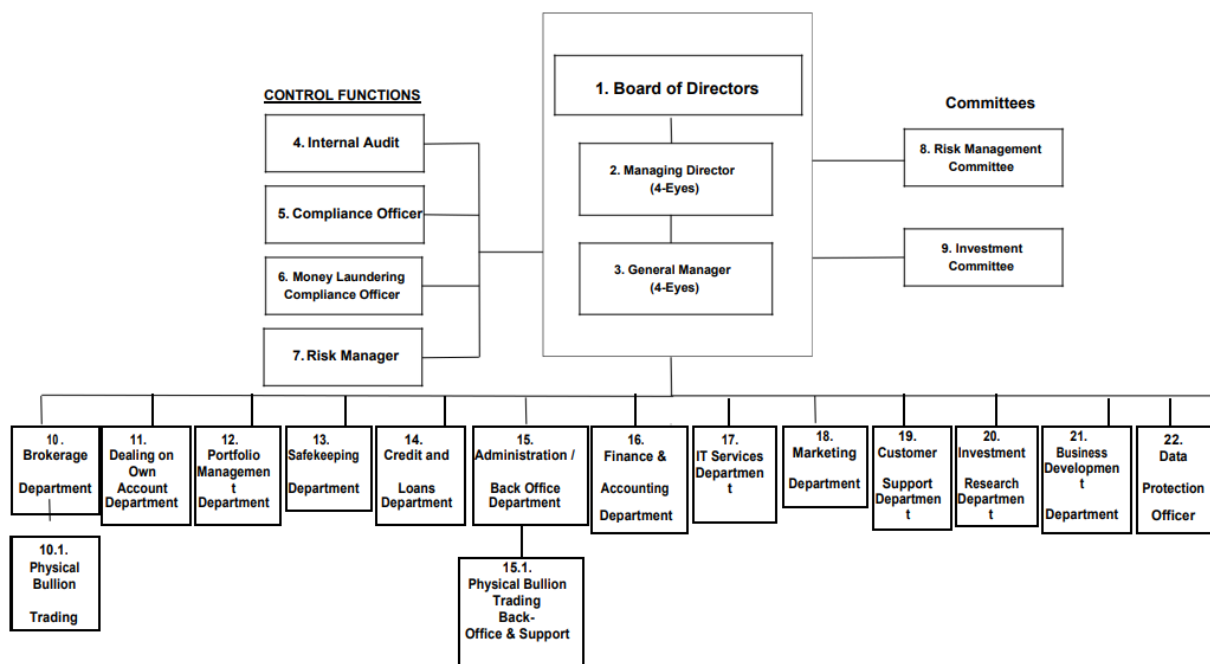 1. Board of Directors
CONTROL FUNCTIONS
Committees
4. Internal Audit
8. Risk Management
Committee
2. Managing Director
(4-Eyes)
5. Compliance Officer
9. Investment
Committee
3. General Manager
(4-Eyes)
6. Money Laundering
Compliance Officer
7. Risk Manager
10 .
Brokerage
Department
11.
Dealing on
Own
Account
Department
12.
Portfolio
Managemen
t
Department
13.
Safekeeping
Department
14.
Credit and
Loans
Department
15.
Administration /
Back Office
Department
16.
Finance &
Accounting
Department
17.
IT Services
Departmen
t
18.
Marketing
Department
19.
Customer
Support
Departmen
t
20.
Investment
Research
Departmen
t
21.
Business
Developmen
t
Department
22.
Data
Protection
Officer
10.1.
Physical
Bullion
Trading
15.1.
Physical Bullion
Trading
Back-
Office & Support